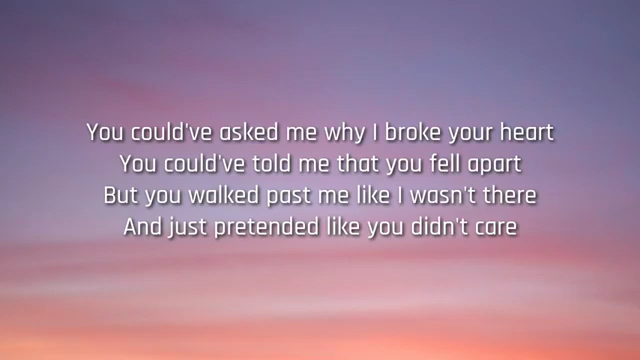 You could've asked me why I broke your heart
You could've told me that you fell apart
But you walked past me like I wasn't there
And just pretended like you didn't care